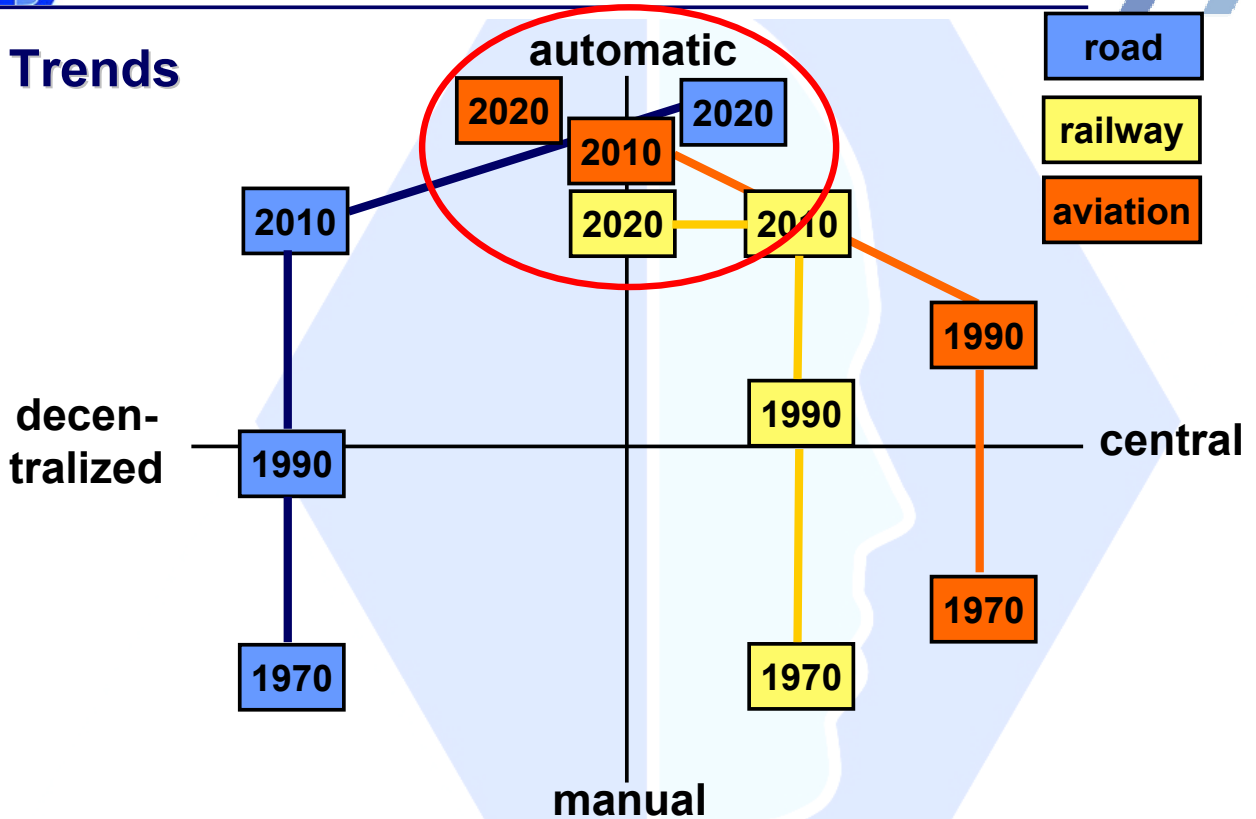 Trends
automatic
road
railway
aviation
2020
2020
2010
2010
2020
2010
1990
1990
decen-
tralized
central
1990
1970
1970
1970
manual